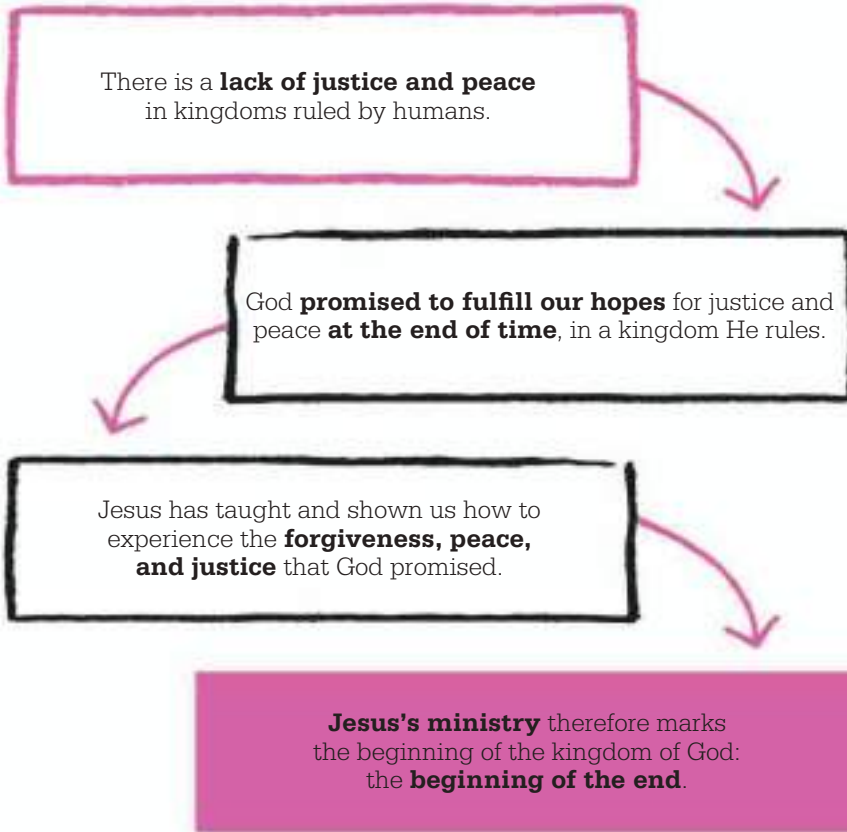 There is a lack of justice and peace
in kingdoms ruled by humans.
God promised to fulfill our hopes for justice and
peace at the end of time, in a kingdom He rules.
Jesus has taught and shown us how to
experience the forgiveness, peace,
and justice that God promised.
Jesus's ministry therefore marks
the beginning of the kingdom of God:
the beginning of the end.